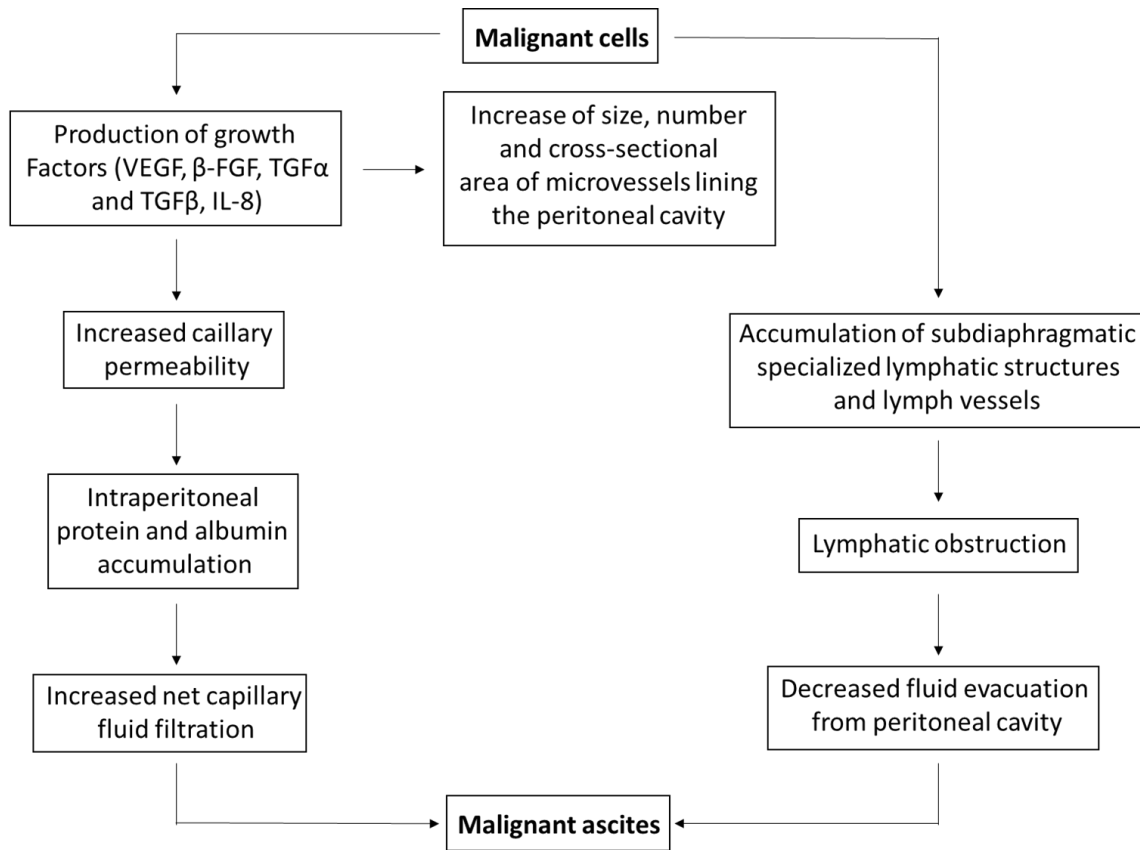 Malignant cells
Production of growth
Factors (VEGF, β-FGF, TGFα
and TGFβ, IL-8)
Increase of size, number
and cross-sectional
area of microvessels lining
the peritoneal cavity
Increased caillary
permeability
Intraperitoneal
protein and albumin
accumulation
Increased net capillary
fluid filtration
Accumulation of subdiaphragmatic
specialized lymphatic structures
and lymph vessels
Lymphatic obstruction
Decreased fluid evacuation
from peritoneal cavity
Malignant ascites